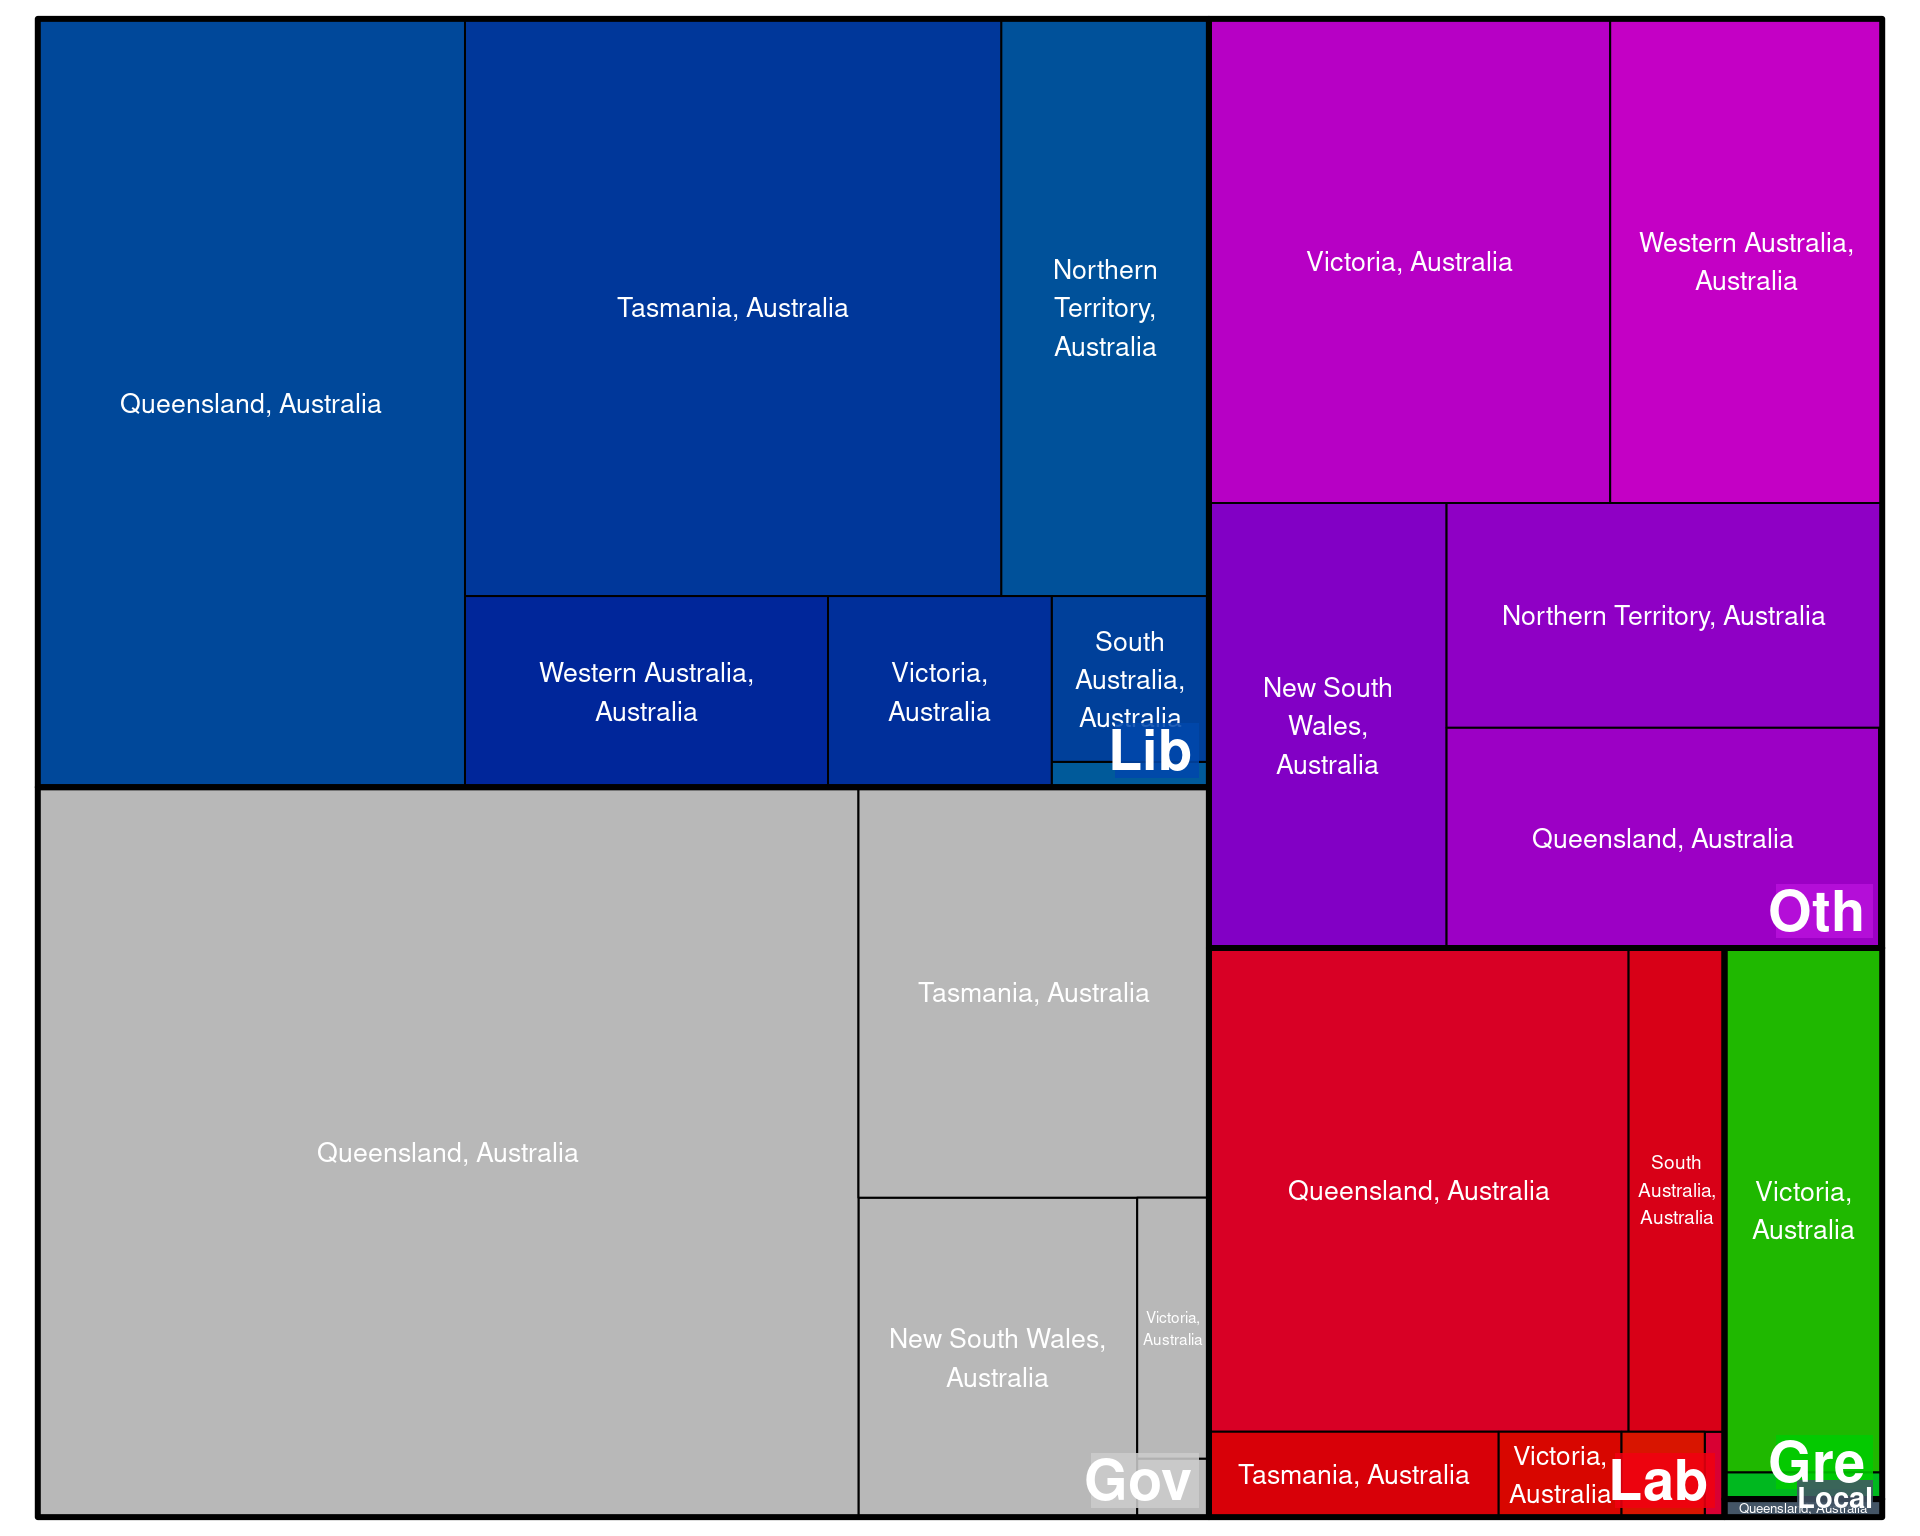 Queensland, Australia
Tasmania, Australia
Northern
Territory,
Australia
Western Australia,
Australia
Victoria,
Australia
South
Australia,
Australia
Lib
Victoria, Australia
Western Australia,
Australia
New South
Wales,
Australia
Northern Territory, Australia
Queensland, Australia
Oth
Queensland, Australia
Tasmania, Australia
New South Wales,
Australia
Victoria,
Australia
Gov
Queensland, Australia
South
Australia,
Australia
Tasmania, Australia
Victoria,
Australia
Lab
Victoria,
Australia
Gre
Local
Queensland, Australia